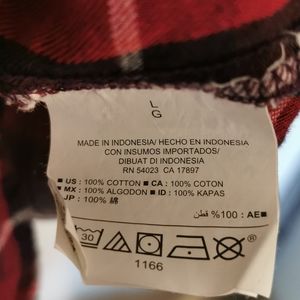 L
G
MADE IN INDONESIA/ HECHO EN INDONESIA
CON INSUMOS IMPORTADOS/
DIBUAT DI INDONESIA
RN 54023 CA 17897
■ US : 100% COTTON ■ CA : 100% COTON
■ MX : 100% ALGODON ■ ID : 100% KAPAS
■ JP : 100% 綿
■ AE : 100% قطن
30
1166